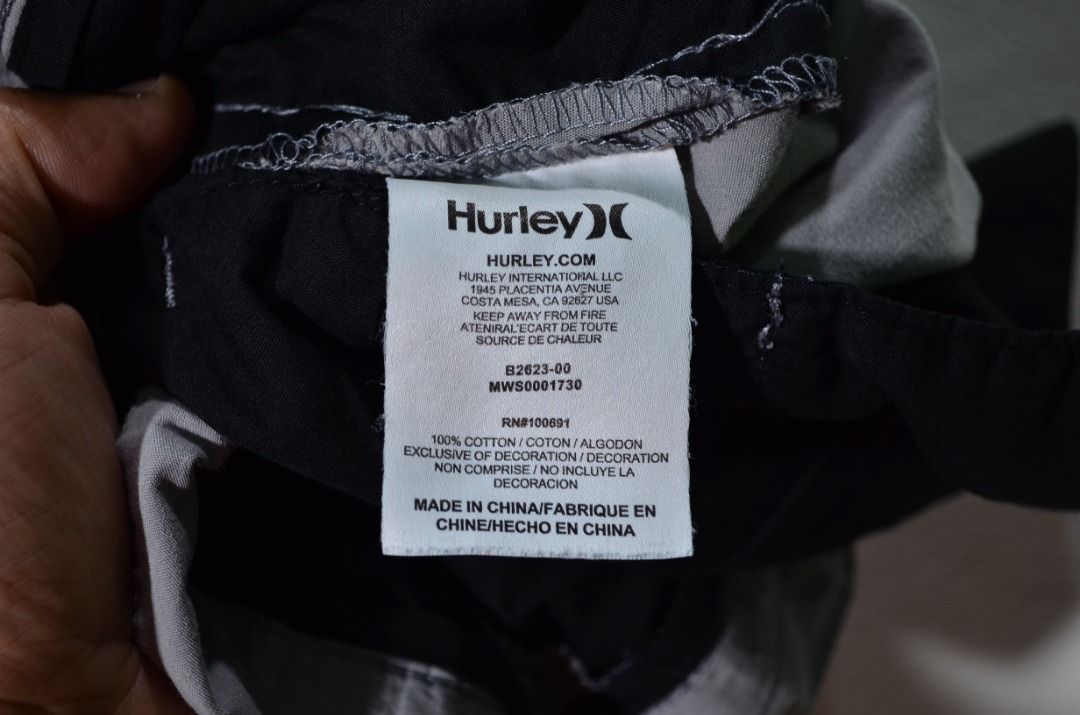 Hurley
HURLEY.COM
HURLEY INTERNATIONAL LLC
1945 PLACENTIA AVENUE
COSTA MESA, CA 92627 USA
KEEP AWAY FROM FIRE
ATENIRAL'ECART DE TOUTE
SOURCE DE CHALEUR
B2623-00
MWS0001730
RN#100691
100% COTTON / COTON / ALGODON
EXCLUSIVE OF DECORATION / DECORATION
NON COMPRISE / NO INCLUYE LA
DECORACION
MADE IN CHINA/FABRIQUE EN
CHINE/HECHO EN CHINA